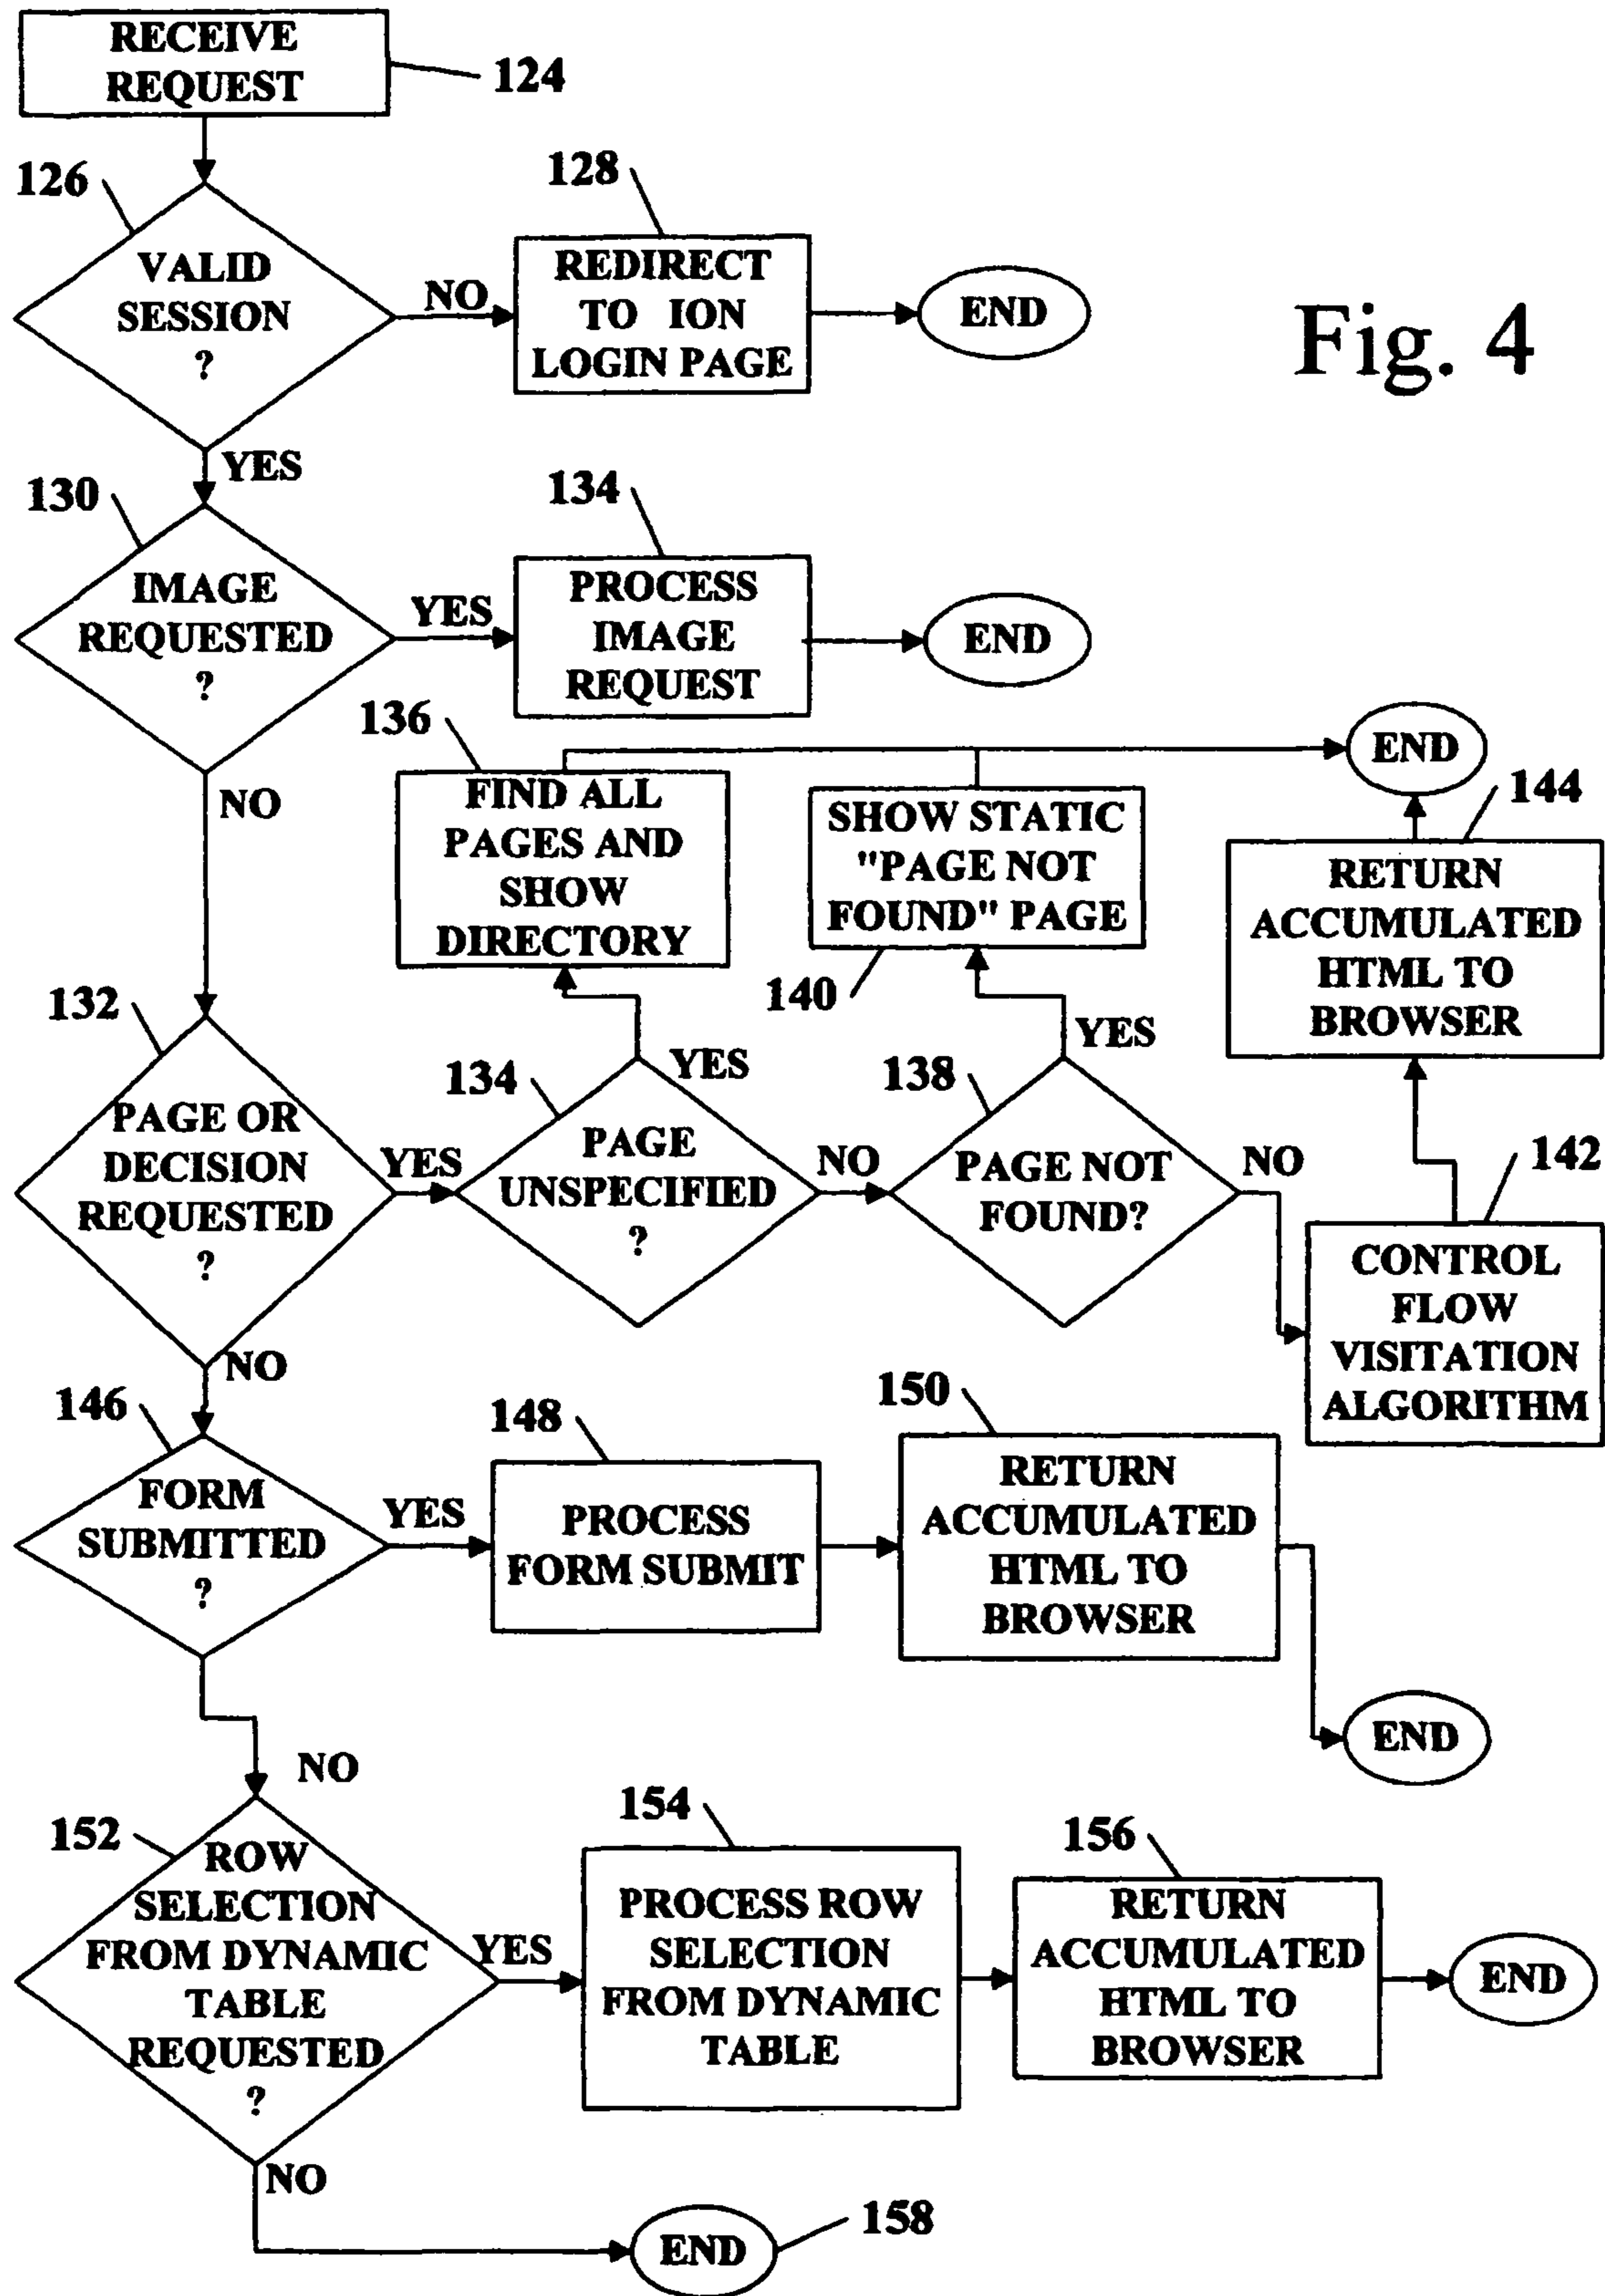 RECEIVE
REQUEST
124
126
VALID
SESSION
?
NO
128
REDIRECT
TO ION
LOGIN PAGE
END
Fig. 4
YES
130
IMAGE
REQUESTED
?
YES
134
PROCESS
IMAGE
REQUEST
END
NO
136
FIND ALL
PAGES AND
SHOW
DIRECTORY
SHOW STATIC
"PAGE NOT
FOUND" PAGE
140
END
144
RETURN
ACCUMULATED
HTML TO
BROWSER
132
PAGE OR
DECISION
REQUESTED
?
YES
134
PAGE
UNSPECIFIED
?
YES
NO
138
PAGE NOT
FOUND?
YES
NO
142
CONTROL
FLOW
VISITATION
ALGORITHM
NO
146
FORM
SUBMITTED
?
YES
148
PROCESS
FORM SUBMIT
150
RETURN
ACCUMULATED
HTML TO
BROWSER
END
NO
152
ROW
SELECTION
FROM DYNAMIC
TABLE
REQUESTED
?
YES
154
PROCESS ROW
SELECTION
FROM DYNAMIC
TABLE
156
RETURN
ACCUMULATED
HTML TO
BROWSER
END
NO
END
158